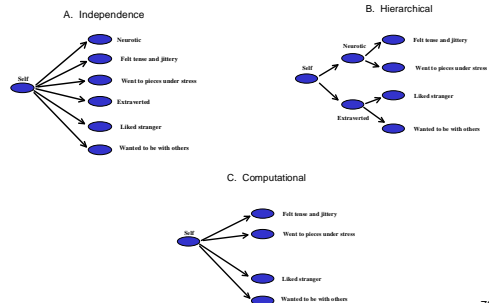 A. Independence
Self
Neurotic
Felt tense and jittery
Went to pieces under stress
Extraverted
Liked stranger
Wanted to be with others
B. Hierarchical
Self
Neurotic
Extraverted
Felt tense and jittery
Went to pieces under stress
Liked stranger
Wanted to be with others
C. Computational
Self
Felt tense and jittery
Went to pieces under stress
Liked stranger
Wanted to be with others